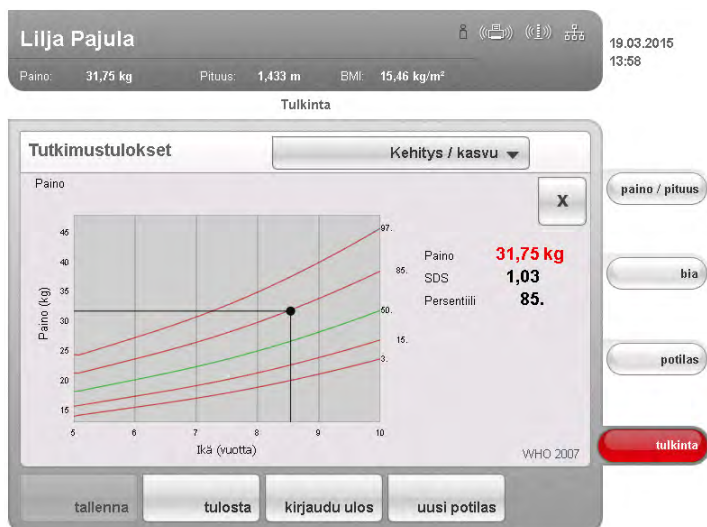 Lilja Pajula
19.03.2015
13:58
Paino: 31,75 kg Pituus: 1,433 m BMI: 15,46 kg/m²
Tulkinta
Tutkimustulokset
Kehitys / kasvu
Paino
X
paino / pituus
bia
potilas
tulkinta
Paino (kg)
45
40
35
30
25
20
15
5 6 7 8 9 10
Ikä (vuotta)
97.
85.
50.
15.
3.
Paino 31,75 kg
SDS 1,03
Persentiili 85.
WHO 2007
tallenna tulosta kirjaudu ulos uusi potilas